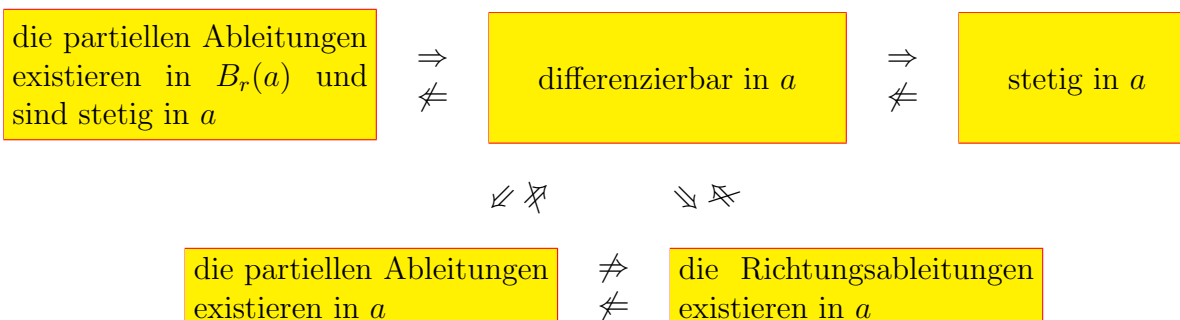 die partiellen Ableitungen
existieren in $B_r(a)$ und
sind stetig in $a$
⇒
⇍
differenzierbar in $a$
⇒
⇍
stetig in $a$
⇙ ⇗̸ ⇘ ⇖̸
die partiellen Ableitungen
existieren in $a$
⇏
⇍
die Richtungsableitungen
existieren in $a$